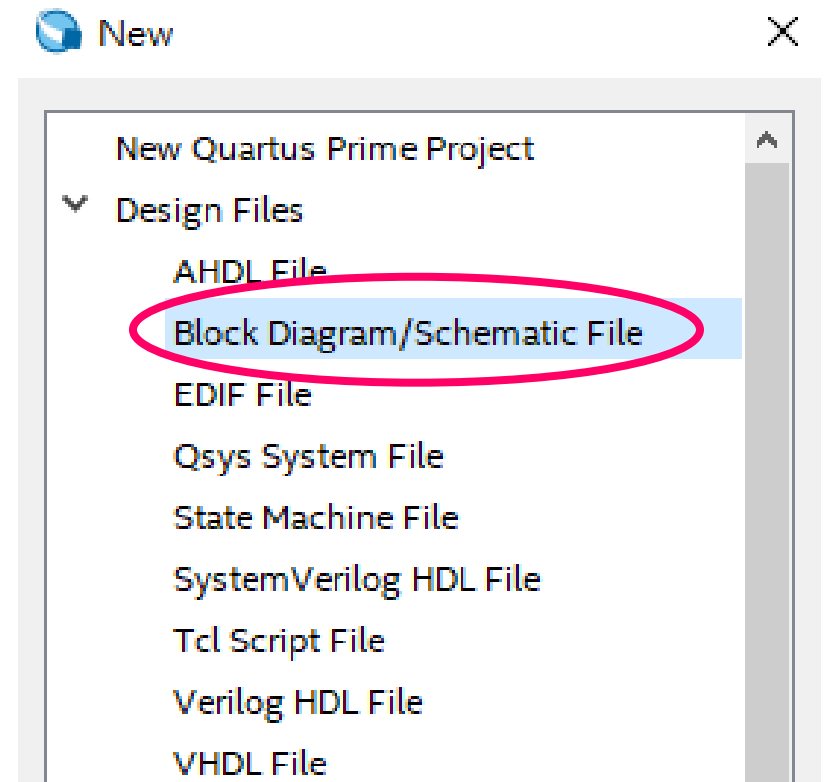 New
New Quartus Prime Project
Design Files
AHDL File
Block Diagram/Schematic File
EDIF File
Qsys System File
State Machine File
SystemVerilog HDL File
Tcl Script File
Verilog HDL File
VHDL File